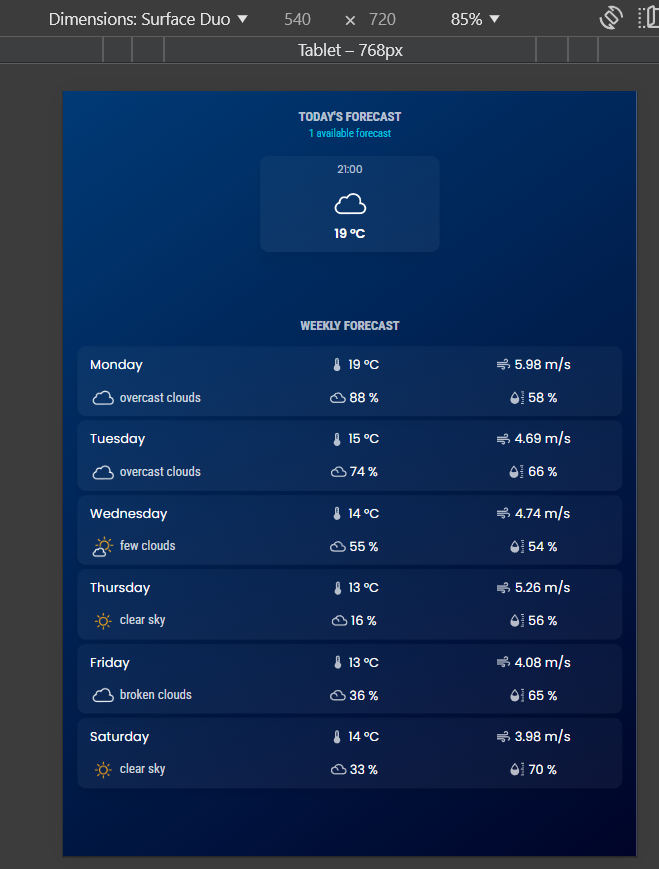 Dimensions: Surface Duo ▼ 540 × 720 85% ▼
Tablet – 768px
TODAY'S FORECAST
1 available forecast
21:00
19 °C
WEEKLY FORECAST
Monday 19 °C 5.98 m/s
overcast clouds 88 % 58 %
Tuesday 15 °C 4.69 m/s
overcast clouds 74 % 66 %
Wednesday 14 °C 4.74 m/s
few clouds 55 % 54 %
Thursday 13 °C 5.26 m/s
clear sky 16 % 56 %
Friday 13 °C 4.08 m/s
broken clouds 36 % 65 %
Saturday 14 °C 3.98 m/s
clear sky 33 % 70 %